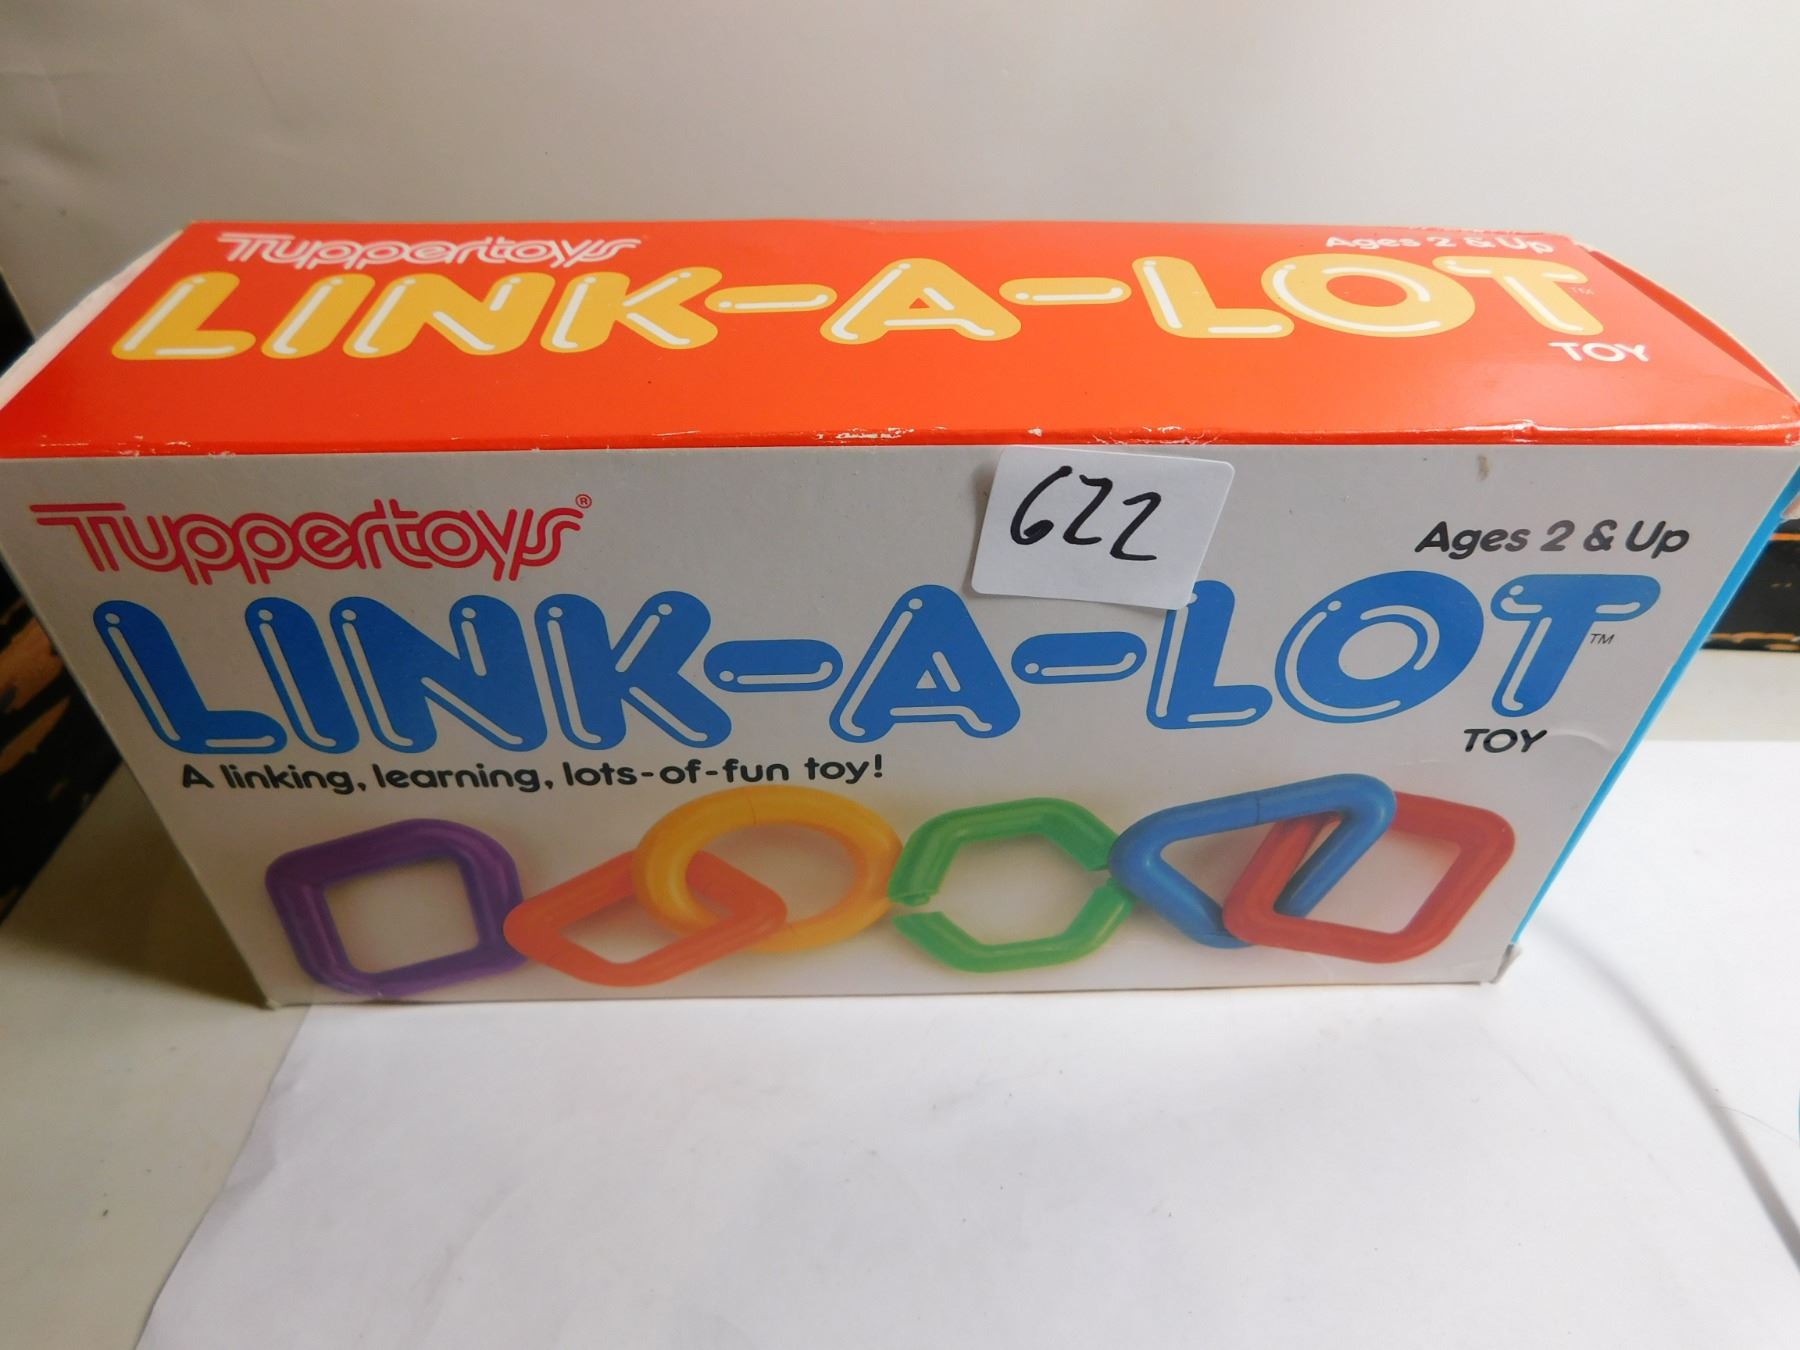 Tuppertoys
Ages 2 & Up
LINK-A-LOT™
TOY
622
Tuppertoys®
Ages 2 & Up
LINK-A-LOT™
TOY
A linking, learning, lots-of-fun toy!